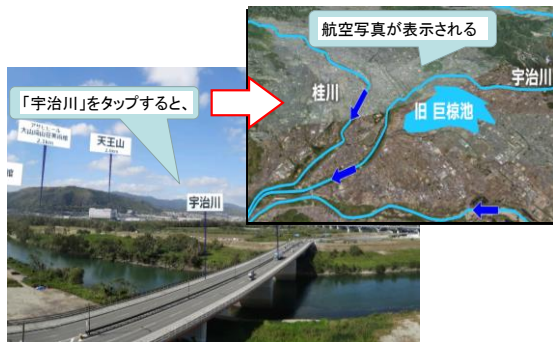 航空写真が表示される
宇治川
桂川
旧 巨椋池
「宇治川」をタップすると、
天王山
宇治川
館